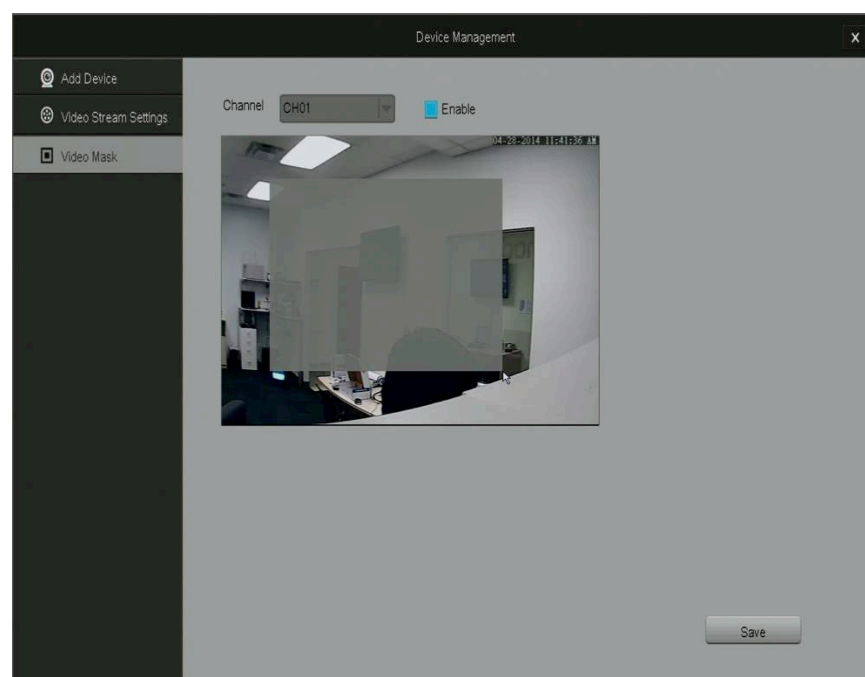 Device Management
X
Add Device
Video Stream Settings
Video Mask
Channel
CH01
Enable
04-28-2014 11:41:36 AM
Save